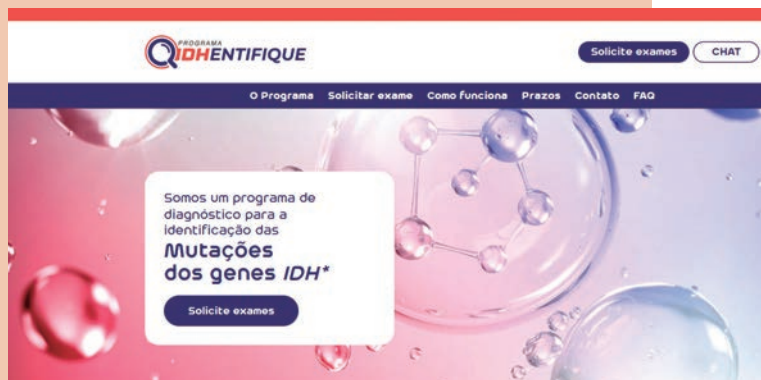 PROGRAMA
IDHENTIFIQUE
Solicite exames
CHAT
O Programa Solicitar exame Como funciona Prazos Contato FAQ
Somos um programa de
diagnóstico para a
identificação das
Mutações
dos genes IDH*
Solicite exames